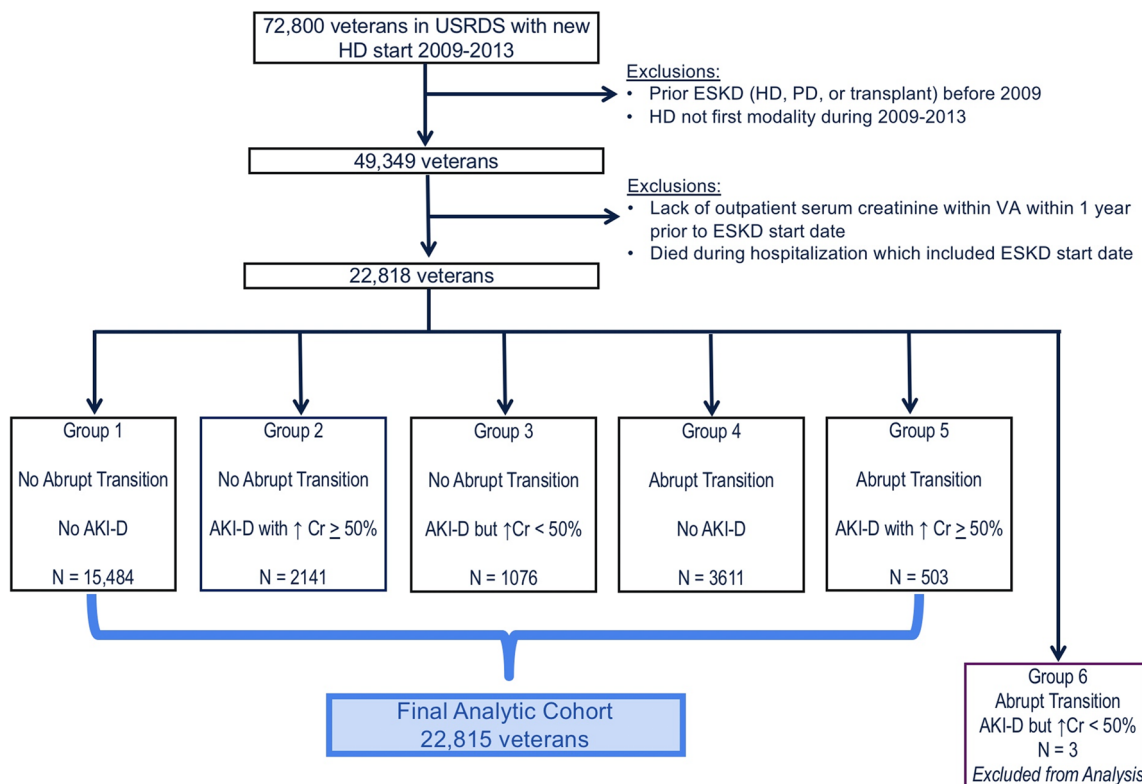 72,800 veterans in USRDS with new
HD start 2009-2013
Exclusions:
• Prior ESKD (HD, PD, or transplant) before 2009
• HD not first modality during 2009-2013
49,349 veterans
Exclusions:
• Lack of outpatient serum creatinine within VA within 1 year
prior to ESKD start date
• Died during hospitalization which included ESKD start date
22,818 veterans
Group 1
No Abrupt Transition
No AKI-D
N = 15,484
Group 2
No Abrupt Transition
AKI-D with ↑ Cr ≥ 50%
N = 2141
Group 3
No Abrupt Transition
AKI-D but ↑Cr < 50%
N = 1076
Group 4
Abrupt Transition
No AKI-D
N = 3611
Group 5
Abrupt Transition
AKI-D with ↑ Cr ≥ 50%
N = 503
Final Analytic Cohort
22,815 veterans
Group 6
Abrupt Transition
AKI-D but ↑Cr < 50%
N = 3
Excluded from Analysis